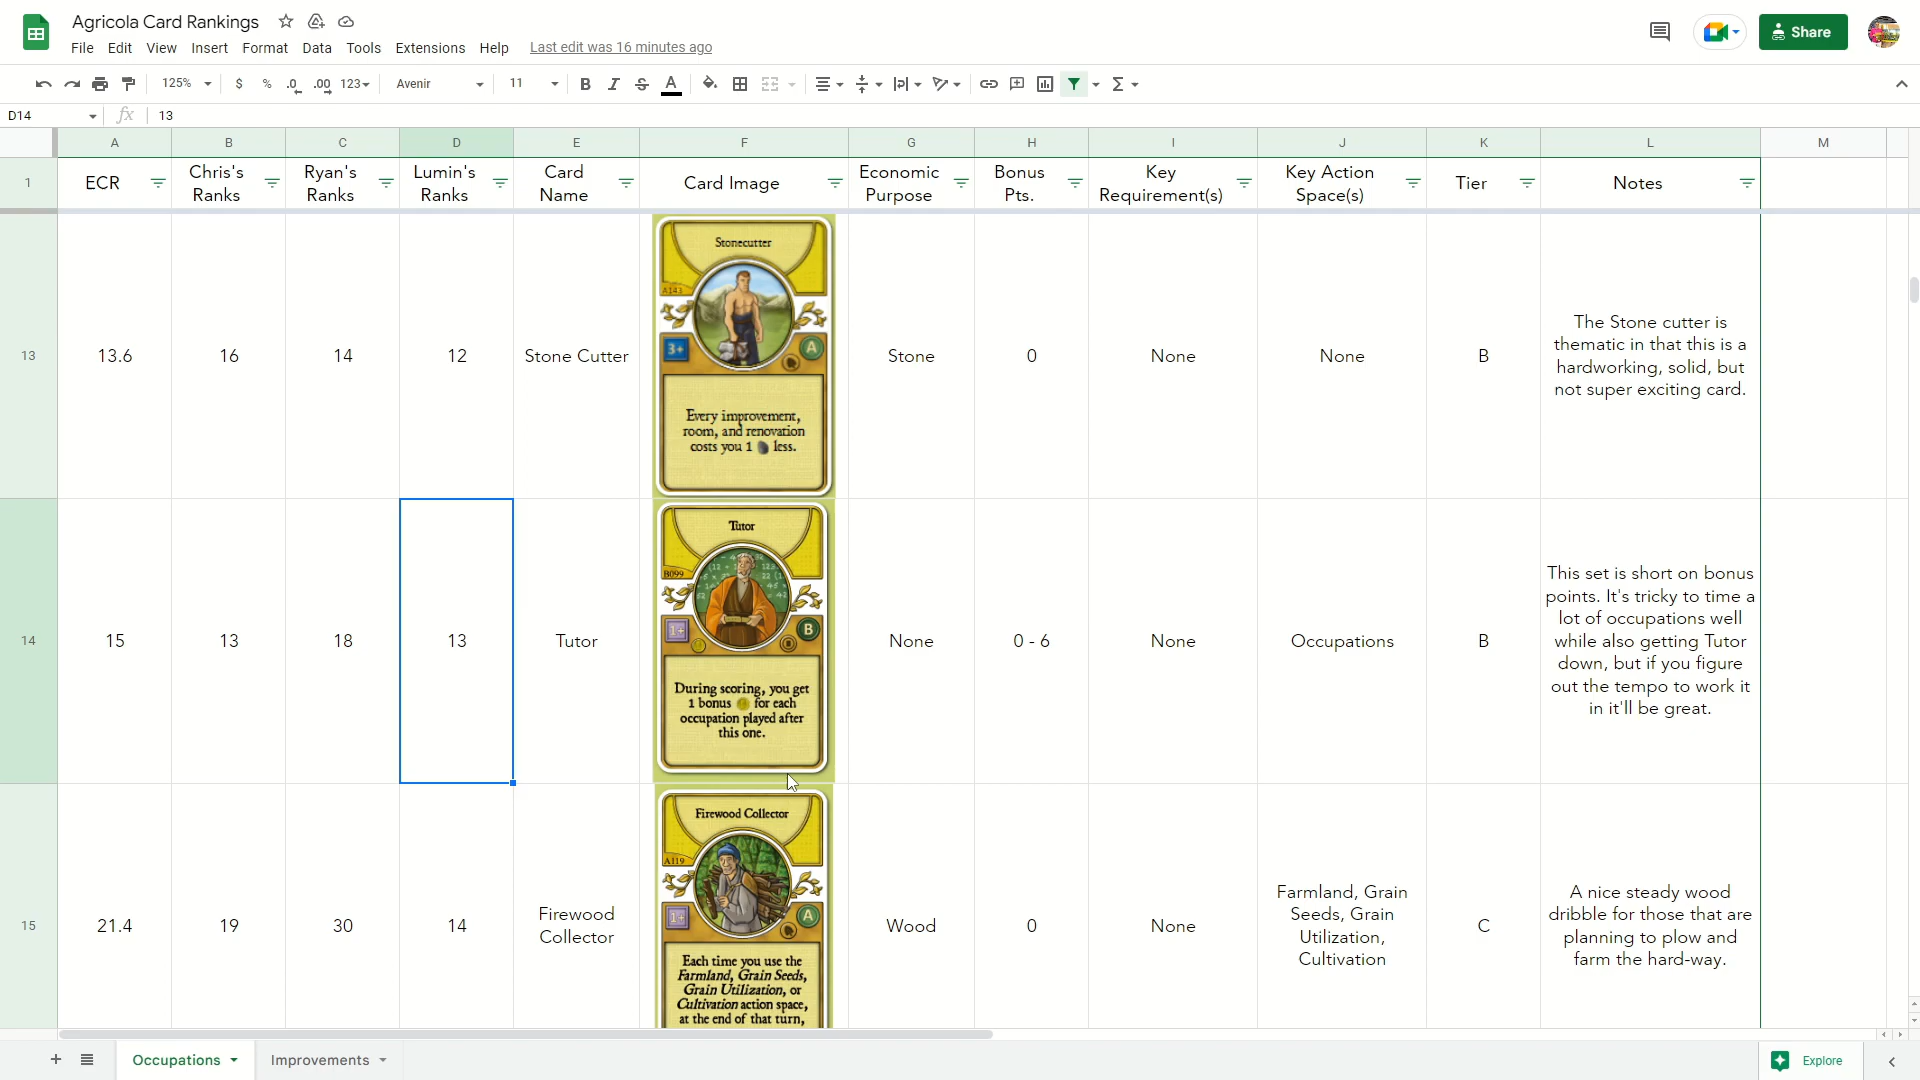 Agricola Card Rankings
File Edit View Insert Format Data Tools Extensions Help Last edit was 16 minutes ago
Share
125% $ % .0 .00 123 Avenir 11 B I S A
D14 fx 13
A B C D E F G H I J K L M
1
ECR
Chris's
Ranks
Ryan's
Ranks
Lumin's
Ranks
Card
Name
Card Image
Economic
Purpose
Bonus
Pts.
Key
Requirement(s)
Key Action
Space(s)
Tier
Notes
13
13.6
16
14
12
Stone Cutter
Stonecutter
A143
3+
A
Every improvement,
room, and renovation
costs you 1 less.
Stone
0
None
None
B
The Stone cutter is
thematic in that this is a
hardworking, solid, but
not super exciting card.
14
15
13
18
13
Tutor
Tutor
B099
1+
B
During scoring, you get
1 bonus for each
occupation played after
this one.
None
0 - 6
None
Occupations
B
This set is short on bonus
points. It's tricky to time a
lot of occupations well
while also getting Tutor
down, but if you figure
out the tempo to work it
in it'll be great.
15
21.4
19
30
14
Firewood
Collector
Firewood Collector
A119
1+
A
Each time you use the
Farmland, Grain Seeds,
Grain Utilization, or
Cultivation action space,
at the end of that turn,
Wood
0
None
Farmland, Grain
Seeds, Grain
Utilization,
Cultivation
C
A nice steady wood
dribble for those that are
planning to plow and
farm the hard-way.
Occupations Improvements
Explore